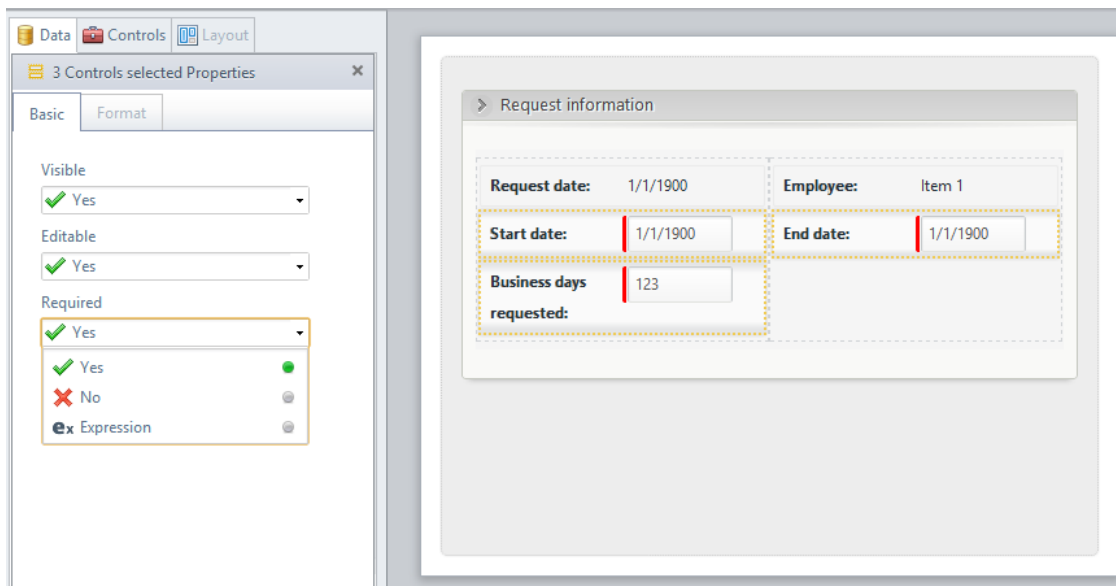 Data Controls Layout
3 Controls selected Properties
Basic Format
Visible
Yes
Editable
Yes
Required
Yes
Yes
No
ex Expression
Request information
Request date: 1/1/1900 Employee: Item 1
Start date: 1/1/1900 End date: 1/1/1900
Business days 123
requested: